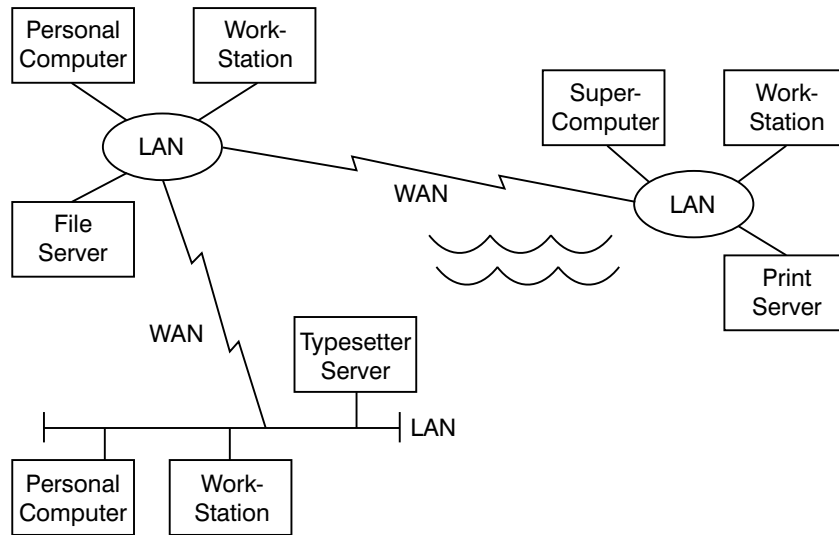 Personal
Computer
Work-
Station
LAN
File
Server
WAN
Super-
Computer
Work-
Station
LAN
Print
Server
WAN
Typesetter
Server
LAN
Personal
Computer
Work-
Station